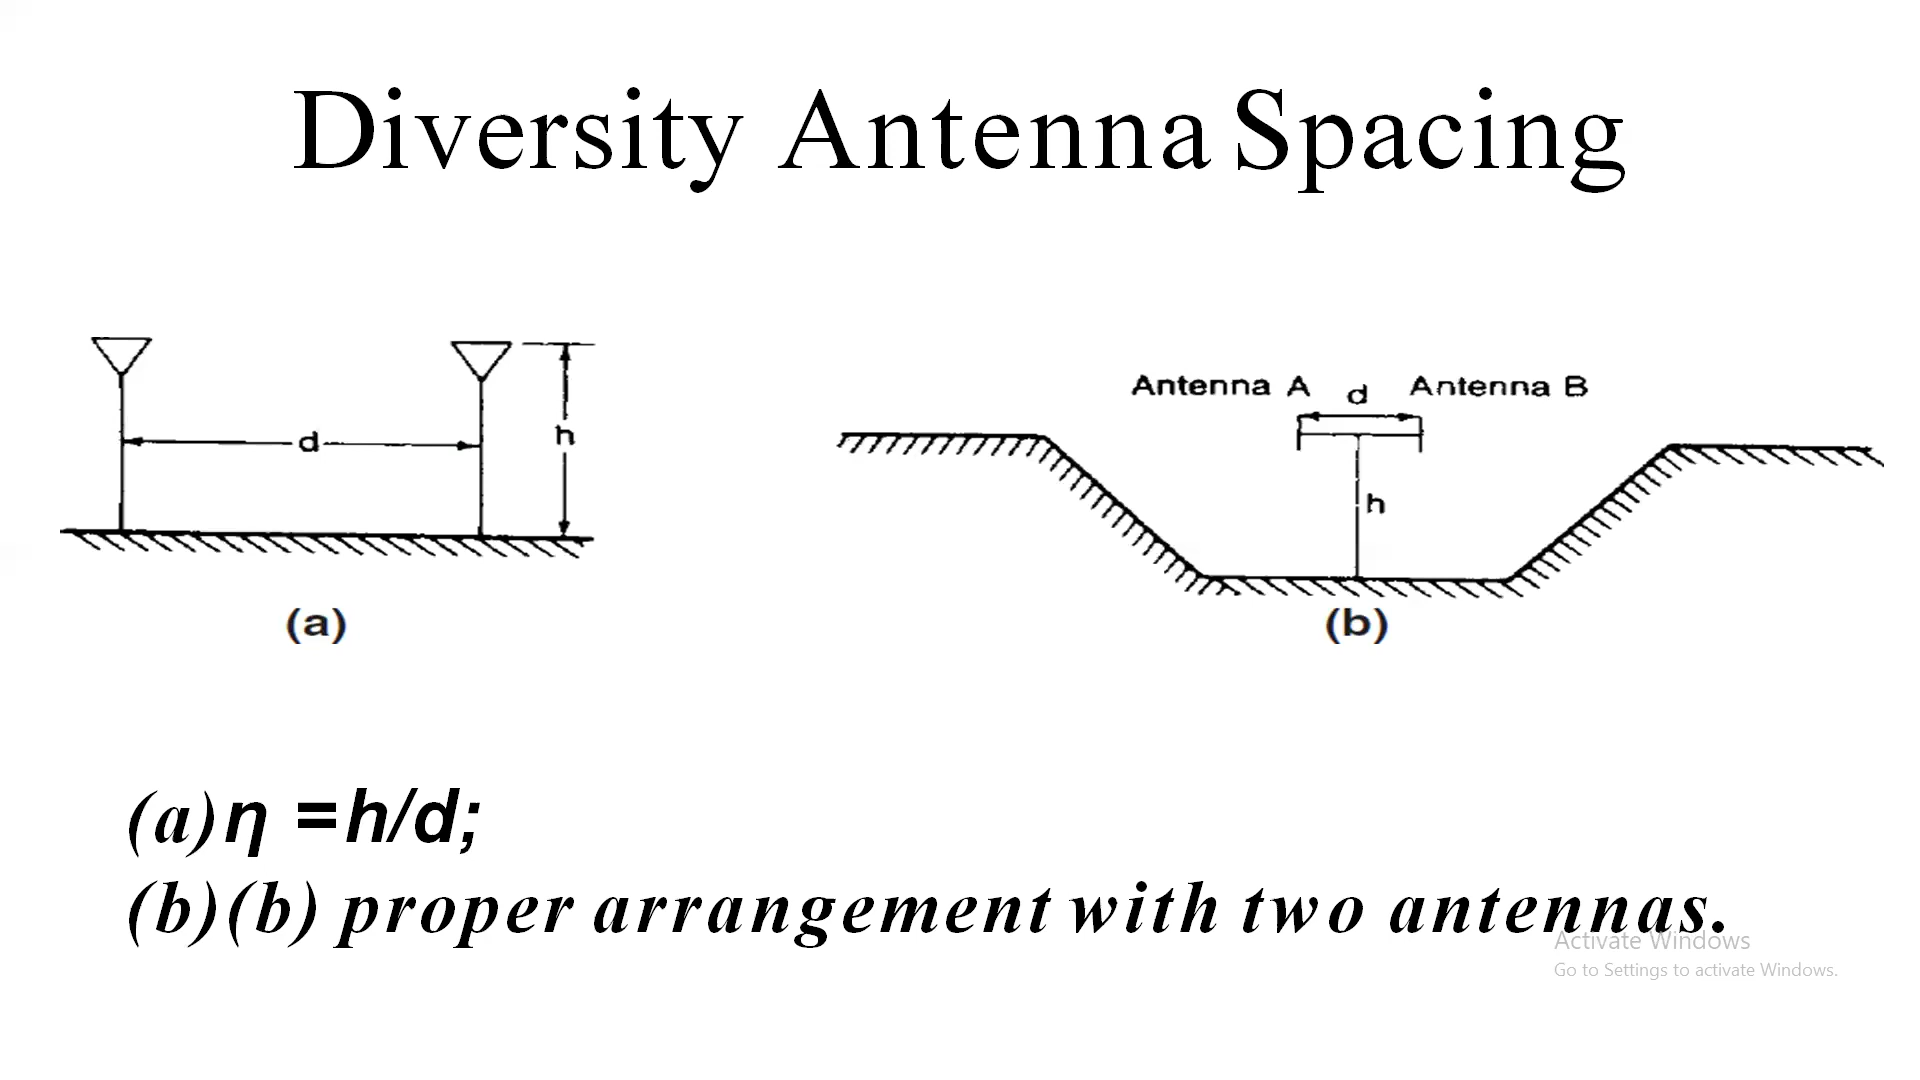 Diversity Antenna Spacing
Antenna A d Antenna B
d
h
h
(a)
(b)
(a)η =h/d;
(b)(b) proper arrangement with two antennas.
Activate Windows
Go to Settings to activate Windows.